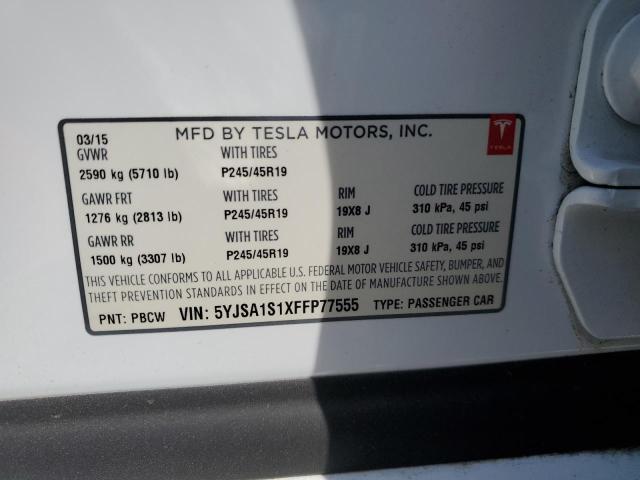 03/15 MFD BY TESLA MOTORS, INC.
TESLA
GVWR WITH TIRES
2590 kg (5710 lb) P245/45R19
GAWR FRT WITH TIRES RIM COLD TIRE PRESSURE
1276 kg (2813 lb) P245/45R19 19X8 J 310 kPa, 45 psi
GAWR RR WITH TIRES RIM COLD TIRE PRESSURE
1500 kg (3307 lb) P245/45R19 19X8 J 310 kPa, 45 psi
THIS VEHICLE CONFORMS TO ALL APPLICABLE U.S. FEDERAL MOTOR VEHICLE SAFETY, BUMPER, AND
THEFT PREVENTION STANDARDS IN EFFECT ON THE DATE OF MANUFACTURE SHOWN ABOVE.
PNT: PBCW VIN: 5YJSA1S1XFFP77555 TYPE: PASSENGER CAR